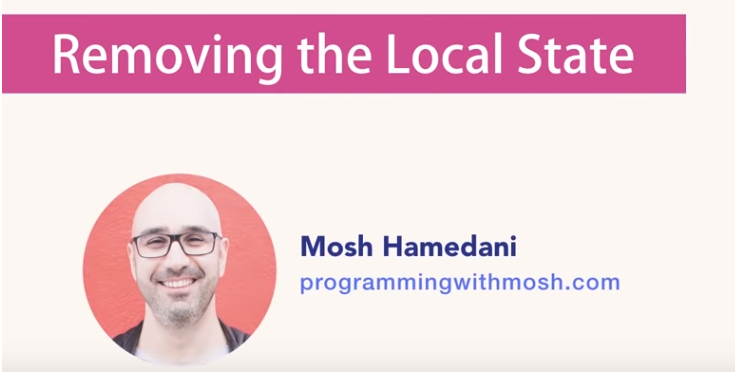 Removing the Local State
Mosh Hamedani
programmingwithmosh.com